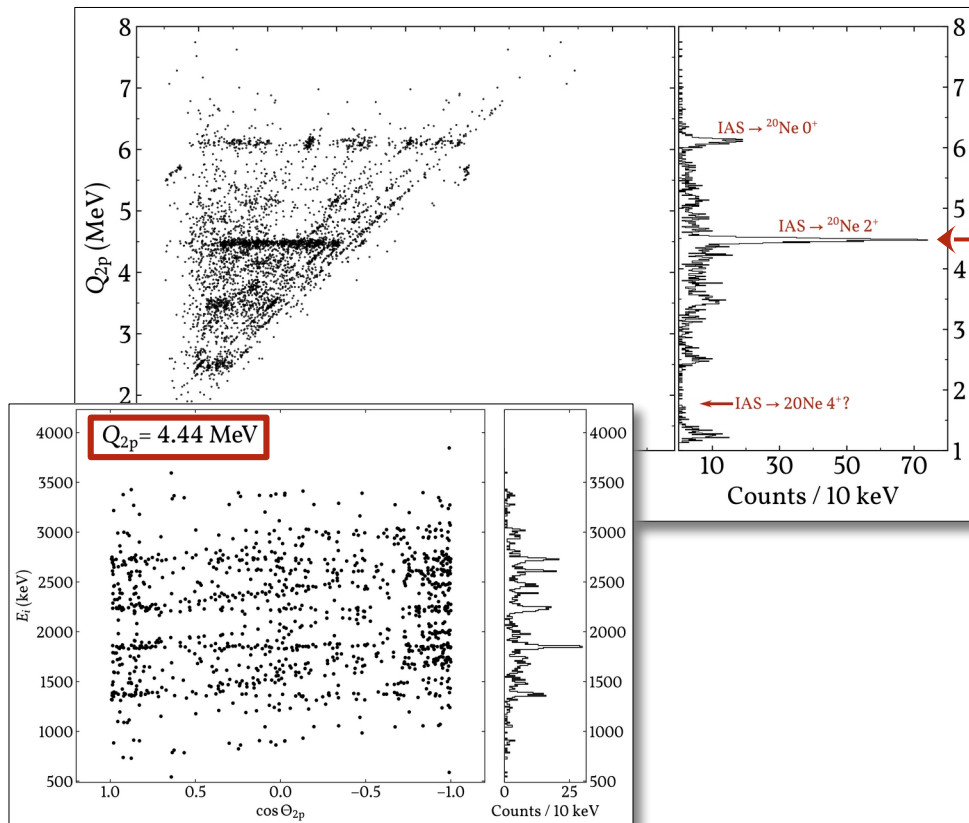 8
7
6
5
4
3
2
Q₂ₚ (MeV)
IAS → ²⁰Ne 0⁺
IAS → ²⁰Ne 2⁺
IAS → 20Ne 4⁺?
8
7
6
5
4
3
2
1
10 30 50 70
Counts / 10 keV
Q₂ₚ= 4.44 MeV
4000
3500
3000
2500
2000
1500
1000
500
Eᵢ (keV)
1.0 0.5 0.0 −0.5 −1.0
cos Θ₂ₚ
4000
3500
3000
2500
2000
1500
1000
500
0 25
Counts / 10 keV